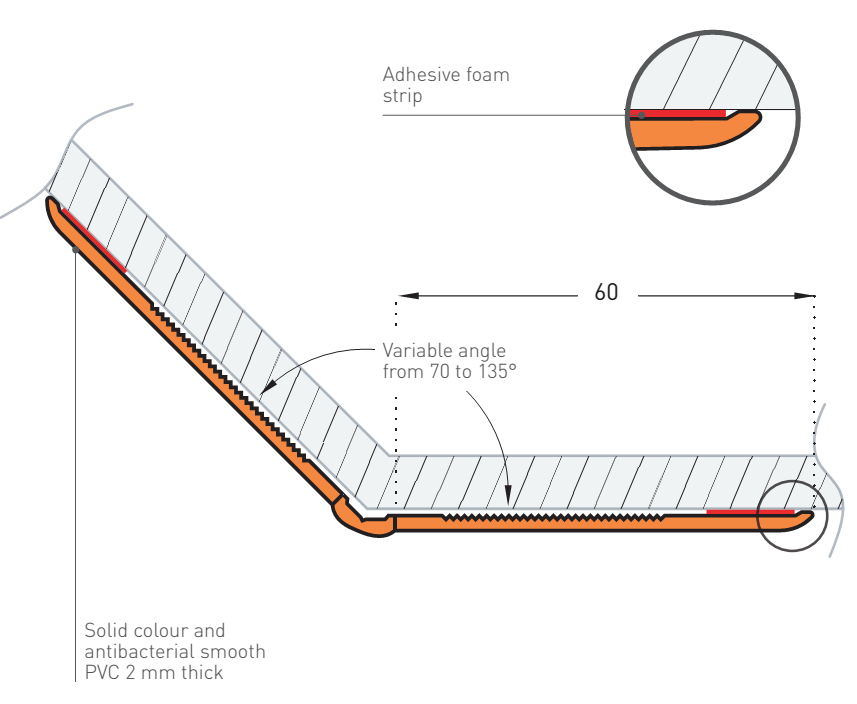 Adhesive foam
strip
60
Variable angle
from 70 to 135°
Solid colour and
antibacterial smooth
PVC 2 mm thick